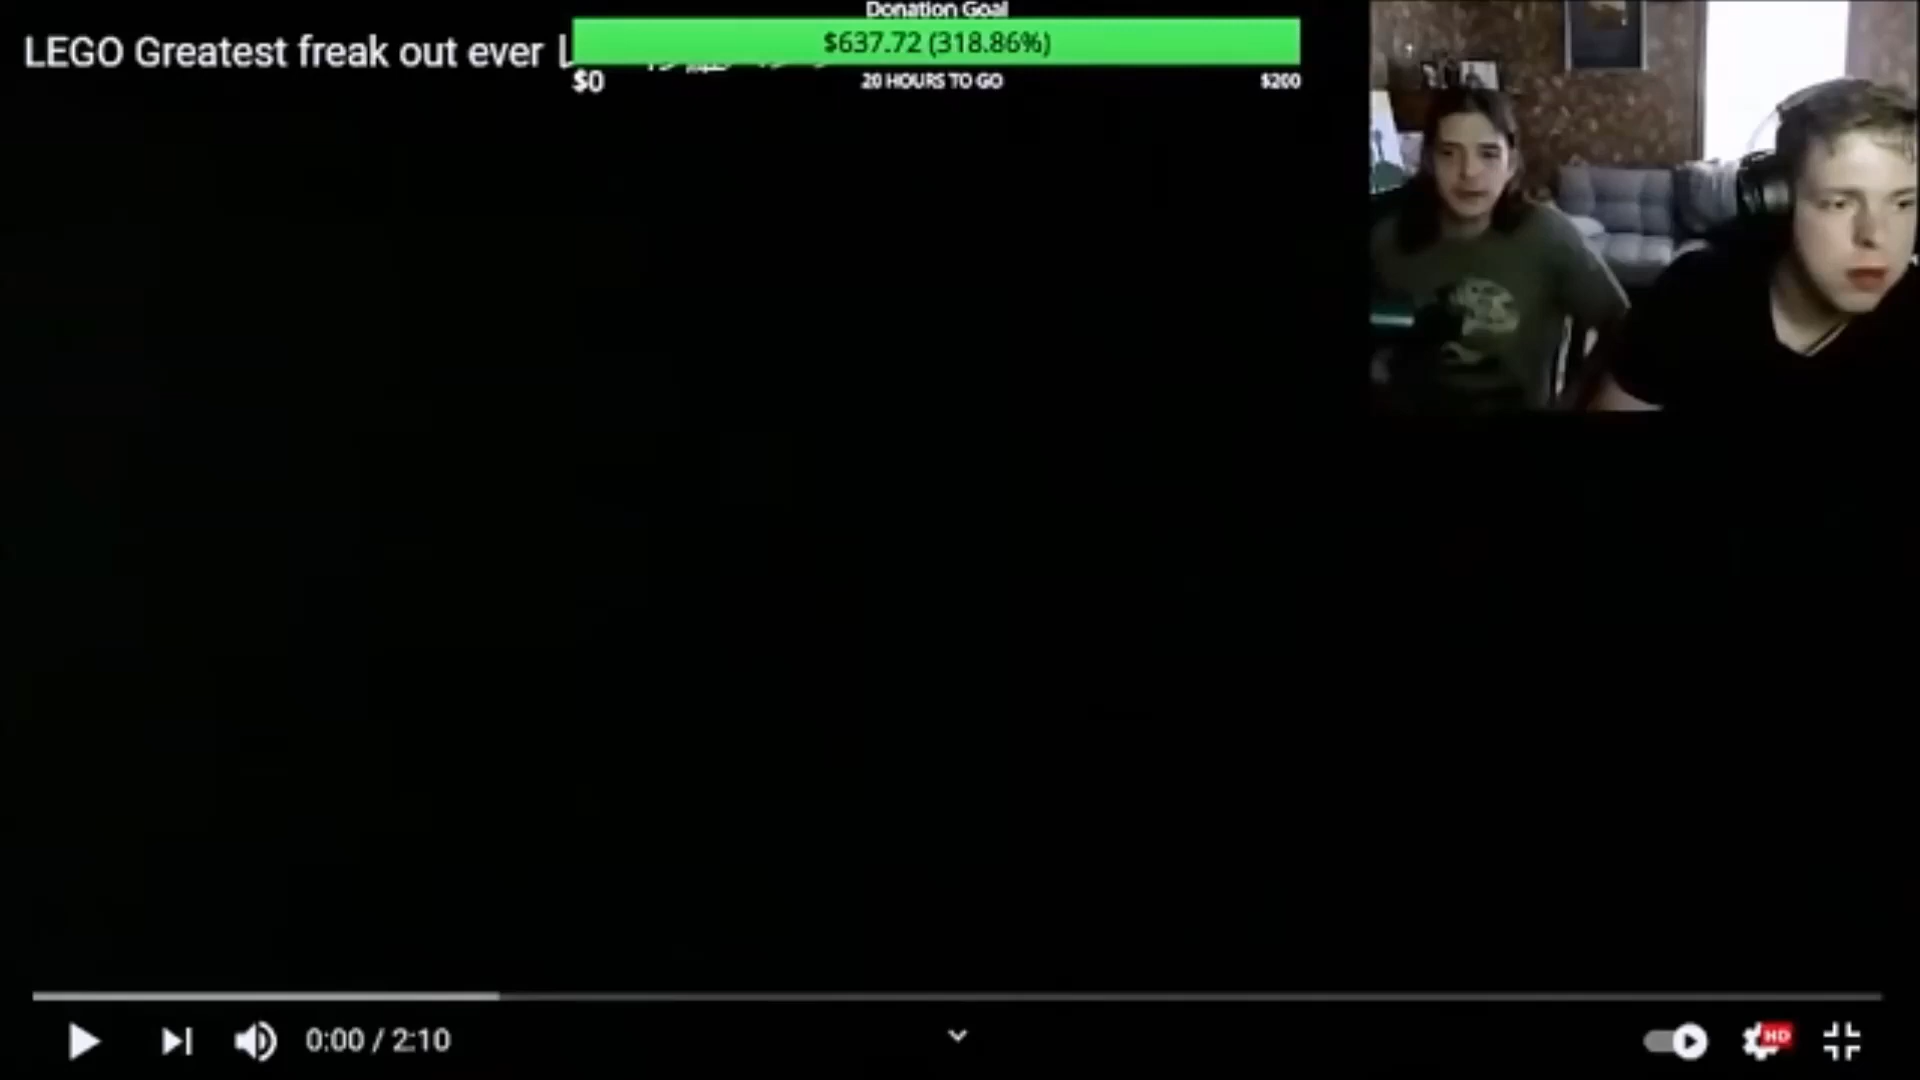 Donation Goal
LEGO Greatest freak out ever
$637.72 (318.86%)
$0
20 HOURS TO GO
$200
0:00 / 2:10
HD